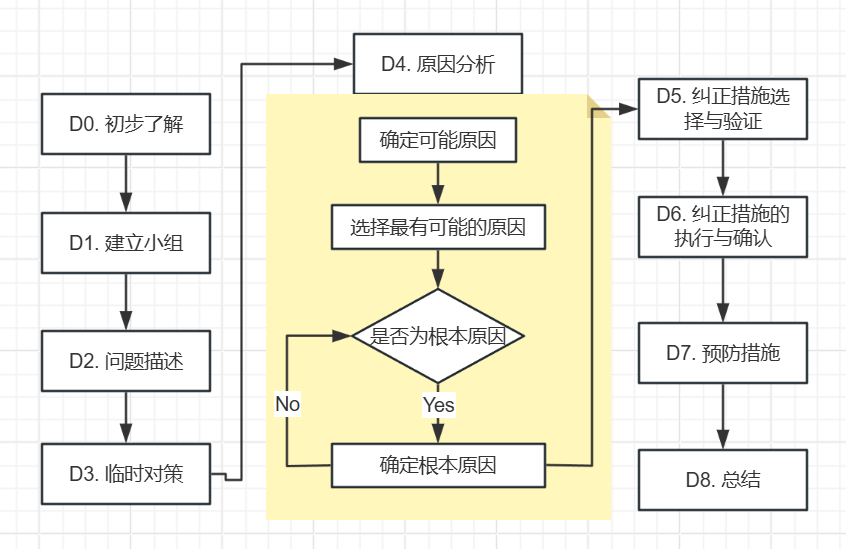 D0. 初步了解
D1. 建立小组
D2. 问题描述
D3. 临时对策
D4. 原因分析
确定可能原因
选择最有可能的原因
是否为根本原因
No
Yes
确定根本原因
D5. 纠正措施选
择与验证
D6. 纠正措施的
执行与确认
D7. 预防措施
D8. 总结